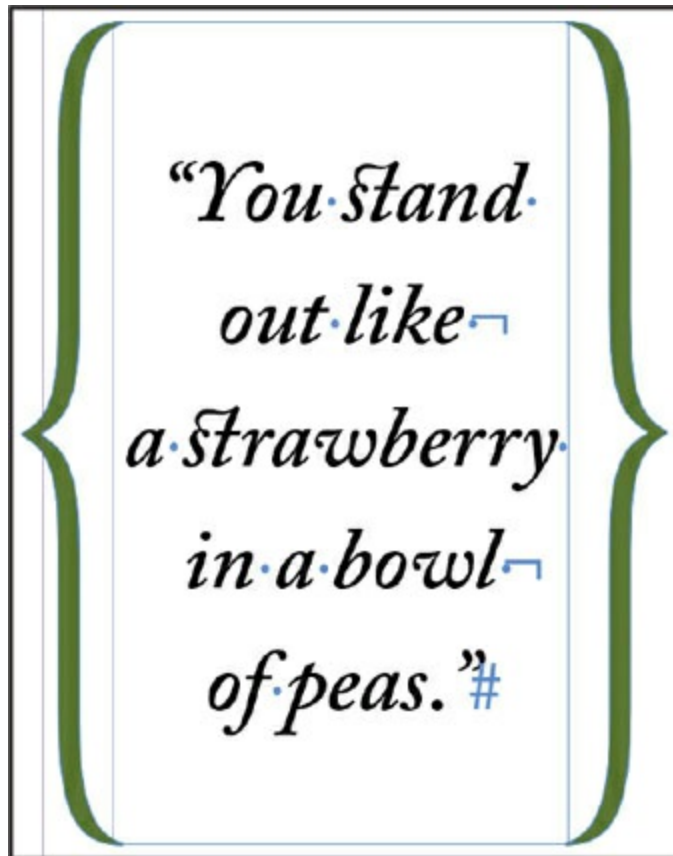 “You stand
out like
a strawberry
in a bowl
of peas.”